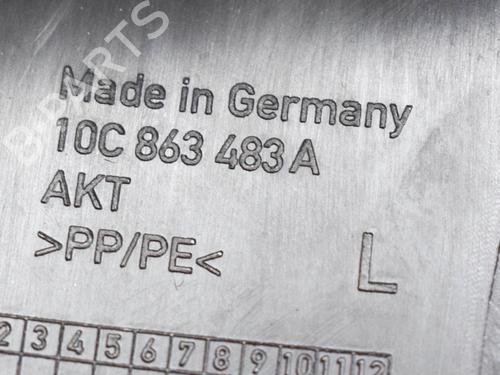 B-PARTS
Made in Germany
10C 863 483 A
AKT
>PP/PE<
L
2 3 4 5 6 7 8 9 10 11 12